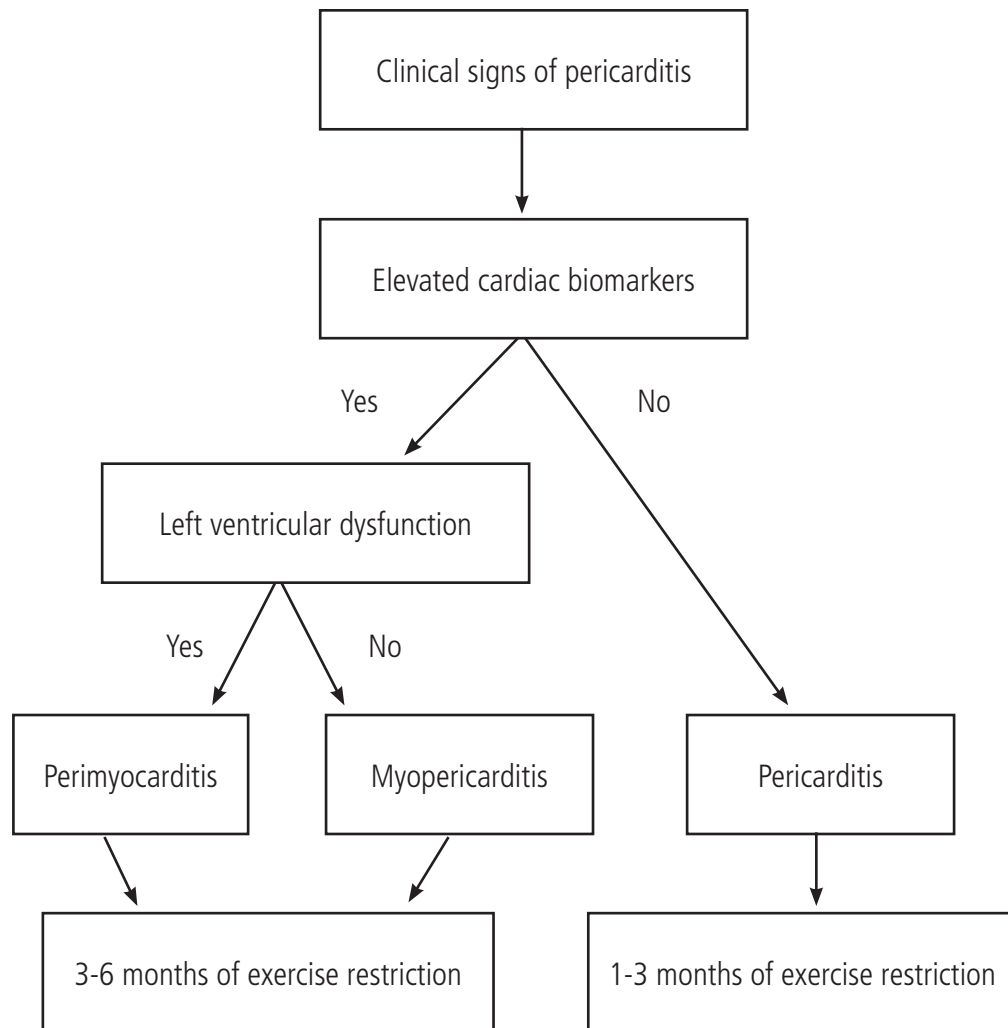 Clinical signs of pericarditis
Elevated cardiac biomarkers
Yes
No
Left ventricular dysfunction
Yes
No
Perimyocarditis
Myopericarditis
Pericarditis
3-6 months of exercise restriction
1-3 months of exercise restriction